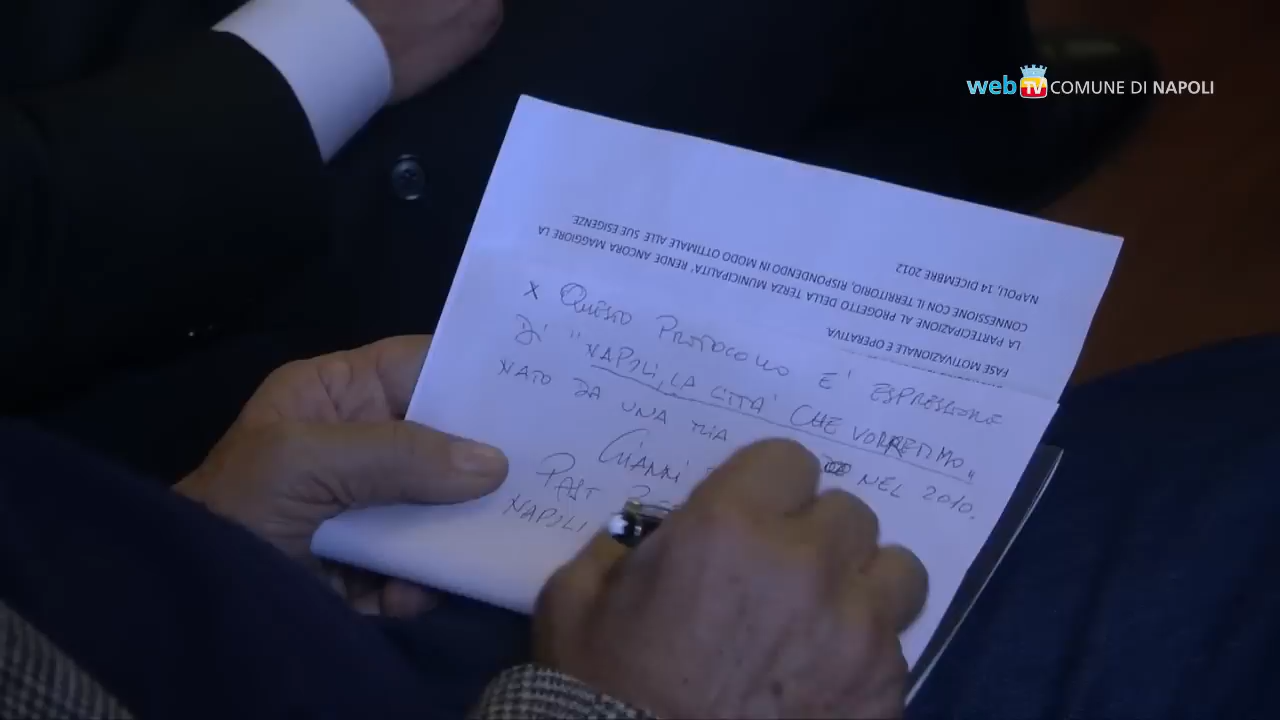 web TV COMUNE DI NAPOLI
NAPOLI, 14 DICEMBRE 2012
CONNESSIONE CON IL TERRITORIO, RISPONDENDO IN MODO OTTIMALE ALLE SUE ESIGENZE
LA PARTECIPAZIONE AL PROGETTO DELLA TERZA MUNICIPALITA' RENDE ANCORA MAGGIORE LA
FASE MOTIVAZIONALE E OPERATIVA
X QUESTO PROTOCOLLO E' ESPRESSIONE
DI "NAPOLI, LA CITTA' CHE VORREMMO"
NATO DA UNA MIA NEL 2010.
GIANNI
PAST
NAPOLI